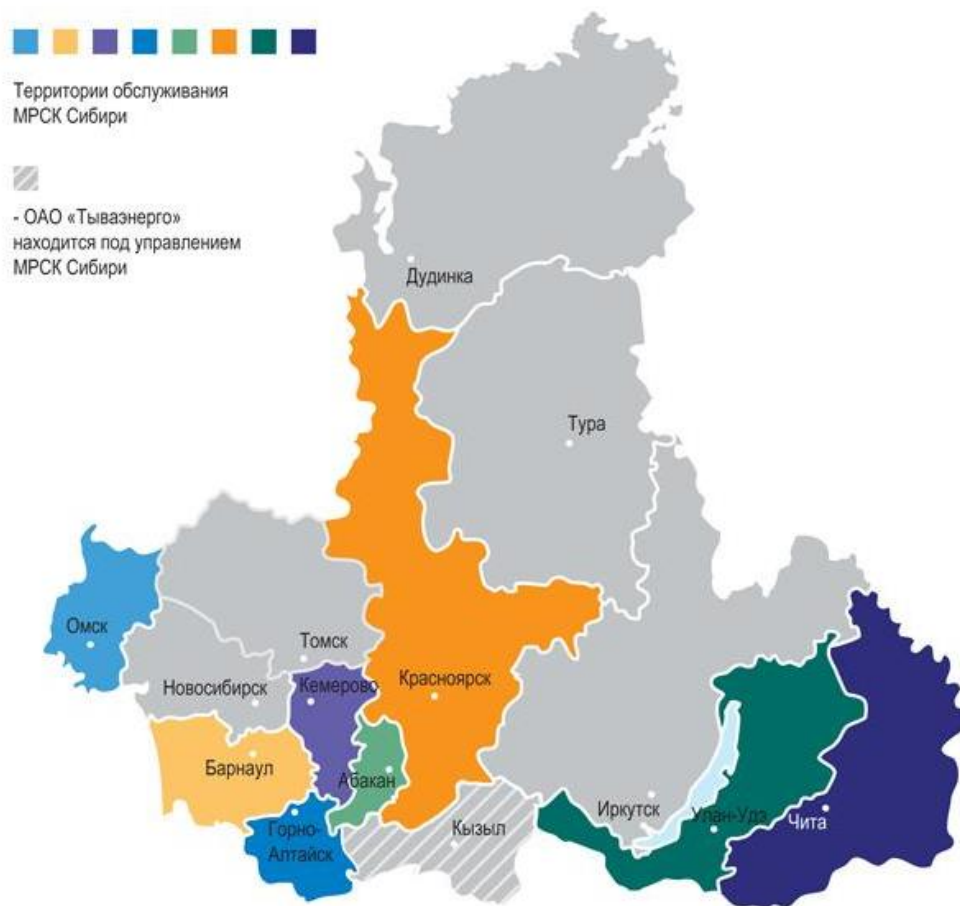 Территории обслуживания
МРСК Сибири
- ОАО «Тываэнерго»
находится под управлением
МРСК Сибири
Дудинка
Тура
Омск
Томск
Новосибирск
Кемерово
Красноярск
Барнаул
Абакан
Горно-
Алтайск
Кызыл
Иркутск
Улан-Удэ
Чита